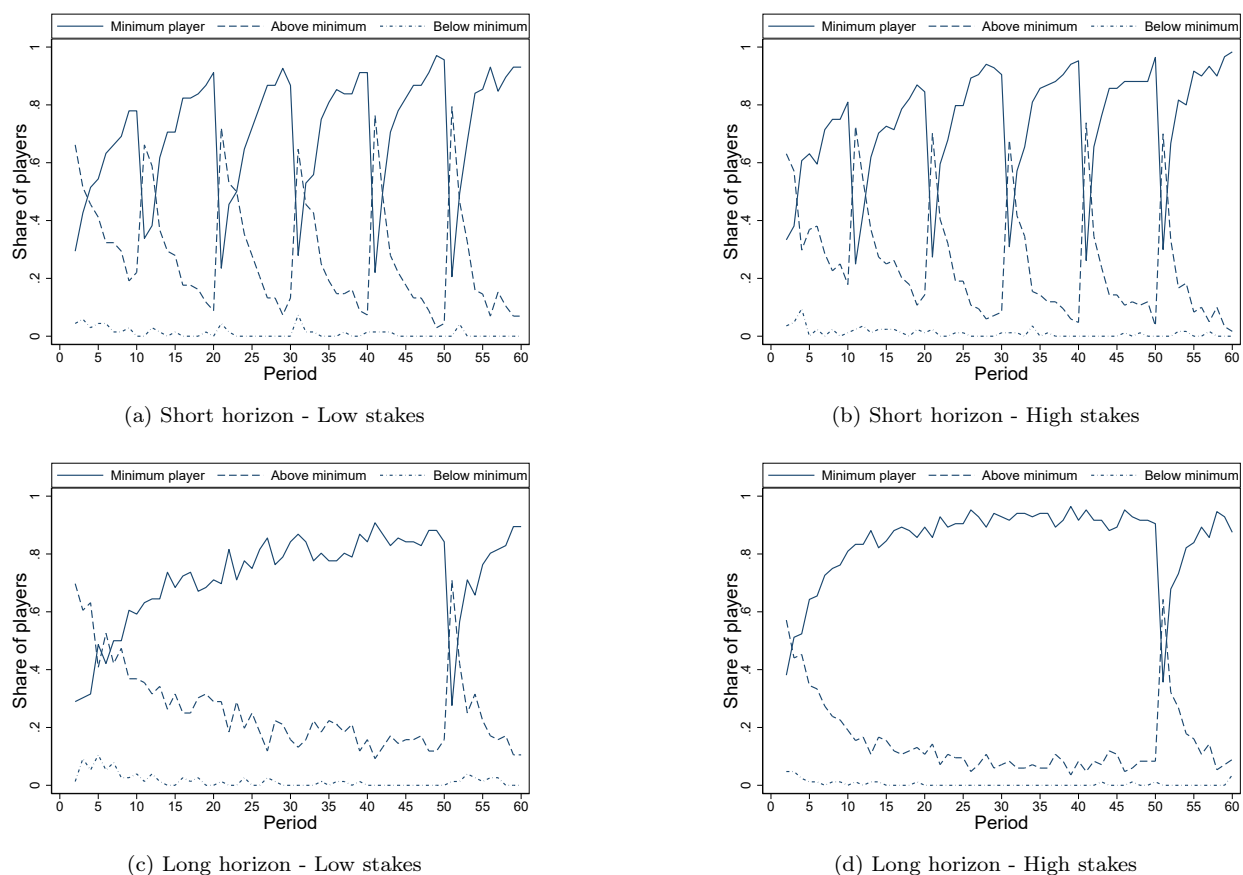 Minimum player Above minimum Below minimum
Share of players
0 .2 .4 .6 .8 1
0 5 10 15 20 25 30 35 40 45 50 55 60
Period
(a) Short horizon - Low stakes
Minimum player Above minimum Below minimum
Share of players
0 .2 .4 .6 .8 1
0 5 10 15 20 25 30 35 40 45 50 55 60
Period
(b) Short horizon - High stakes
Minimum player Above minimum Below minimum
Share of players
0 .2 .4 .6 .8 1
0 5 10 15 20 25 30 35 40 45 50 55 60
Period
(c) Long horizon - Low stakes
Minimum player Above minimum Below minimum
Share of players
0 .2 .4 .6 .8 1
0 5 10 15 20 25 30 35 40 45 50 55 60
Period
(d) Long horizon - High stakes